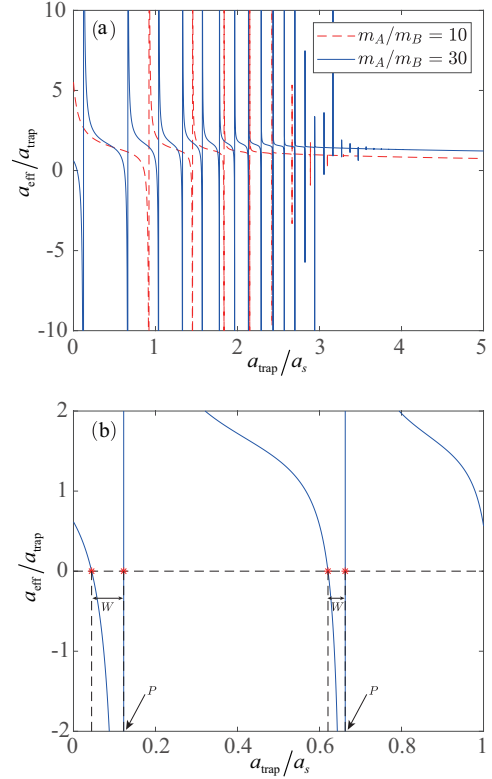 (a)
m_A/m_B = 10
m_A/m_B = 30
10
5
0
-5
-10
a_eff/a_trap
0 1 2 3 4 5
a_trap/a_s
(b)
2
1
0
-1
-2
a_eff/a_trap
W W
P P
0 0.2 0.4 0.6 0.8 1
a_trap/a_s